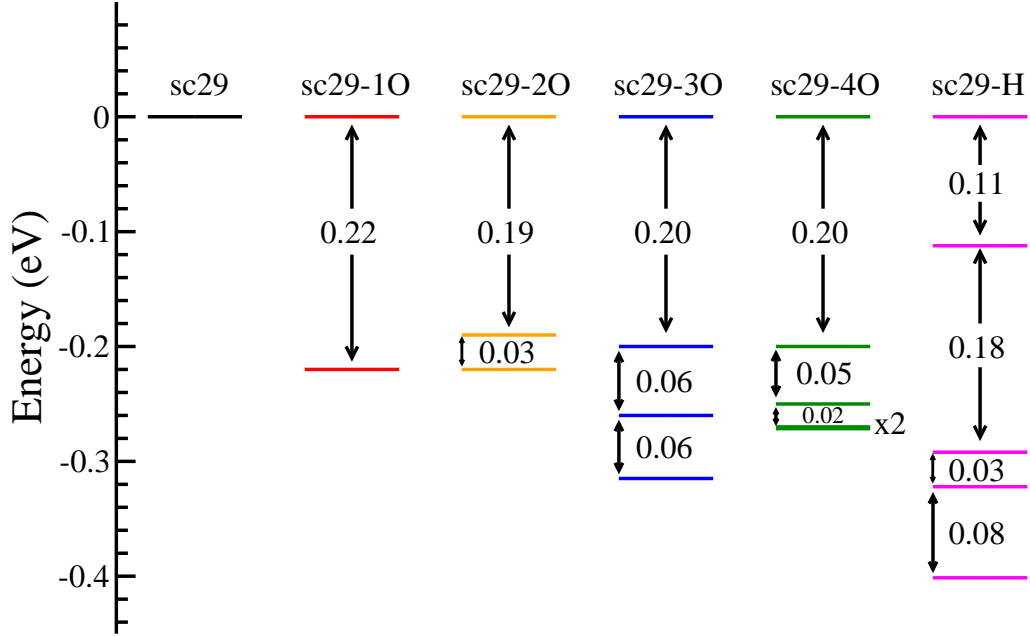 sc29 sc29-1O sc29-2O sc29-3O sc29-4O sc29-H
0
0.11
-0.1 0.22 0.19 0.20 0.20
-0.2 0.03 0.06 0.05 0.18
0.02 x2
0.06
-0.3 0.03
0.08
-0.4
Energy (eV)